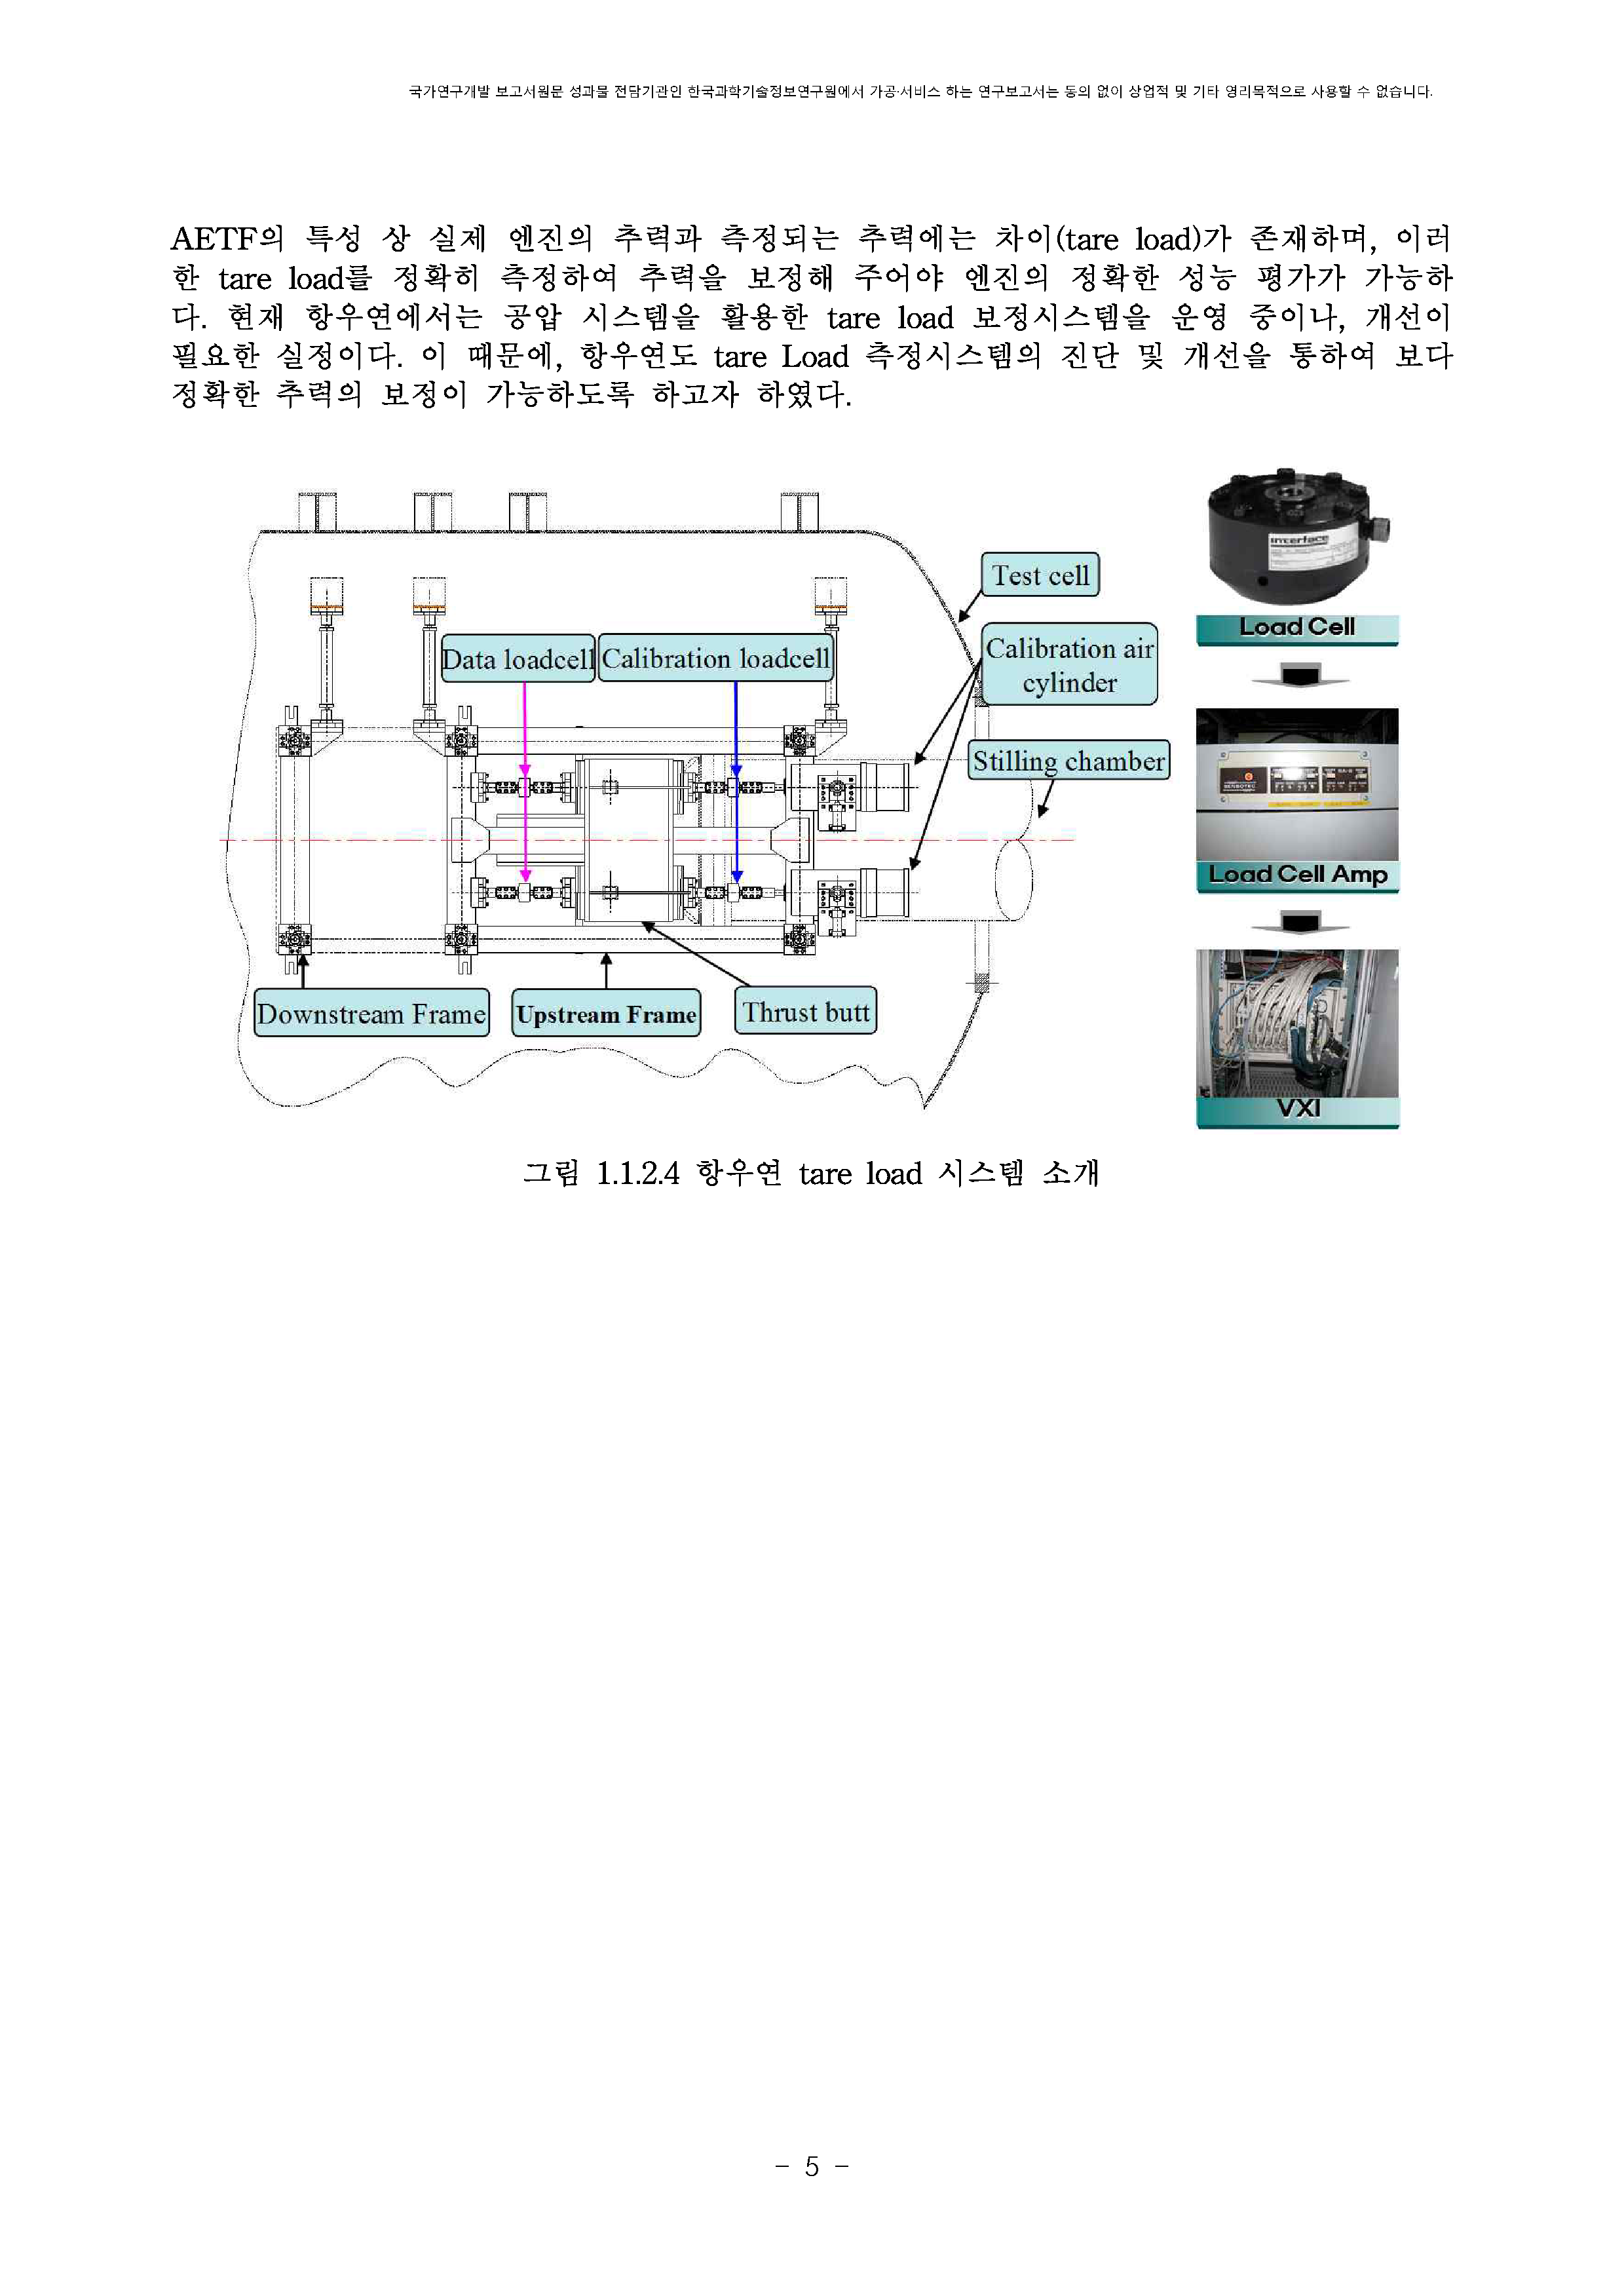 국가연구개발 보고서원문 성과물 전담기관인 한국과학기술정보연구원에서 가공·서비스 하는 연구보고서는 동의 없이 상업적 및 기타 영리목적으로 사용할 수 없습니다.
AETF의 특성 상 실제 엔진의 추력과 측정되는 추력에는 차이(tare load)가 존재하며, 이러
한 tare load를 정확히 측정하여 추력을 보정해 주어야 엔진의 정확한 성능 평가가 가능하
다. 현재 항우연에서는 공압 시스템을 활용한 tare load 보정시스템을 운영 중이나, 개선이
필요한 실정이다. 이 때문에, 항우연도 tare Load 측정시스템의 진단 및 개선을 통하여 보다
정확한 추력의 보정이 가능하도록 하고자 하였다.
Test cell
Data loadcell
Calibration loadcell
Calibration air
cylinder
Stilling chamber
Downstream Frame
Upstream Frame
Thrust butt
interface
Load Cell
SENSOTEC
Load Cell Amp
VXI
그림 1.1.2.4 항우연 tare load 시스템 소개
- 5 -